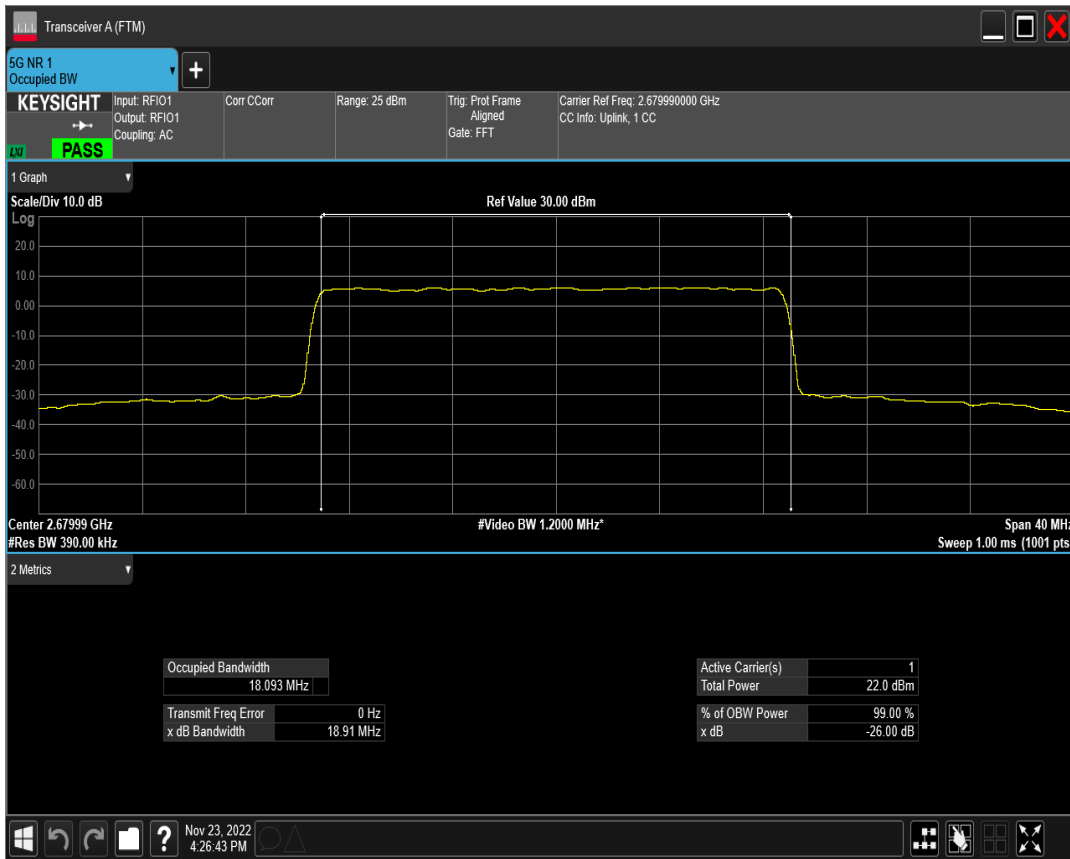 Transceiver A (FTM)
5G NR 1
Occupied BW
KEYSIGHT
LXI
PASS
Input: RFIO1
Output: RFIO1
Coupling: AC
Corr CCorr
Range: 25 dBm
Trig: Prot Frame
Aligned
Gate: FFT
Carrier Ref Freq: 2.679990000 GHz
CC Info: Uplink, 1 CC
1 Graph
Scale/Div 10.0 dB
Ref Value 30.00 dBm
Log
20.0
10.0
0.00
-10.0
-20.0
-30.0
-40.0
-50.0
-60.0
Center 2.67999 GHz
#Video BW 1.2000 MHz*
Span 40 MHz
#Res BW 390.00 kHz
Sweep 1.00 ms (1001 pts
2 Metrics
Occupied Bandwidth
18.093 MHz
Transmit Freq Error 0 Hz
x dB Bandwidth 18.91 MHz
Active Carrier(s) 1
Total Power 22.0 dBm
% of OBW Power 99.00 %
x dB -26.00 dB
?
Nov 23, 2022
4:26:43 PM